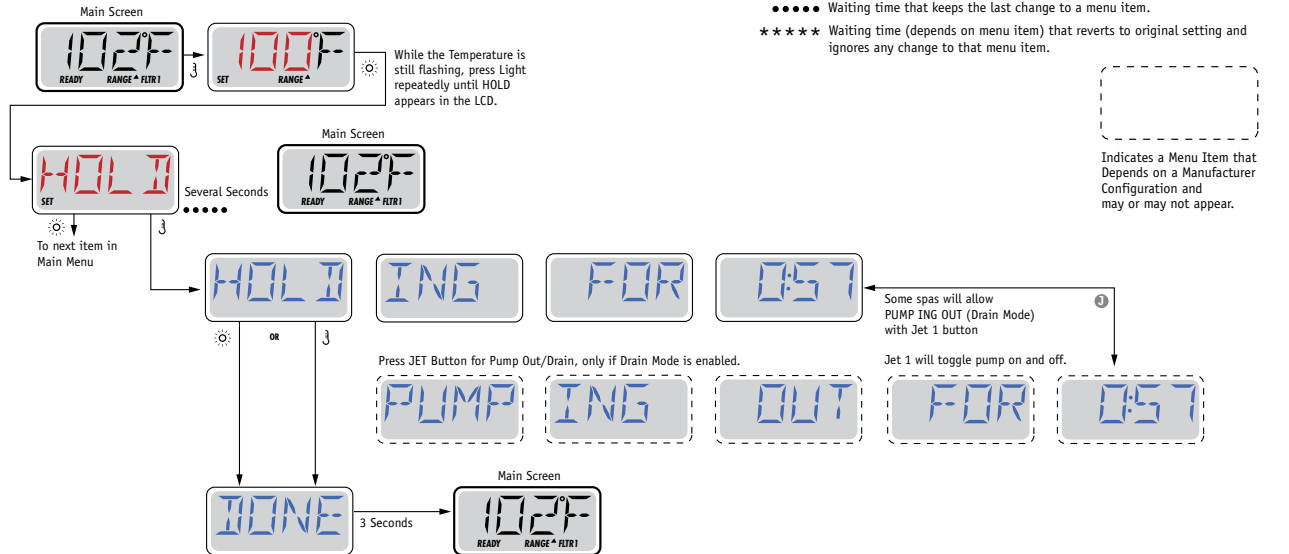 Main Screen
102°F
READY RANGE FLTR1
100°F
SET RANGE
While the Temperature is
still flashing, press Light
repeatedly until HOLD
appears in the LCD.
Waiting time that keeps the last change to a menu item.
***** Waiting time (depends on menu item) that reverts to original setting and
ignores any change to that menu item.
Indicates a Menu Item that
Depends on a Manufacturer
Configuration and
may or may not appear.
HOLD
SET
Several Seconds
Main Screen
102°F
READY RANGE FLTR1
To next item in
Main Menu
HOLD ING FOR 0:57
Some spas will allow
PUMP ING OUT (Drain Mode)
with Jet 1 button
J
OR
Press JET Button for Pump Out/Drain, only if Drain Mode is enabled.
Jet 1 will toggle pump on and off.
PUMP ING OUT FOR 0:57
DONE
3 Seconds
Main Screen
102°F
READY RANGE FLTR1